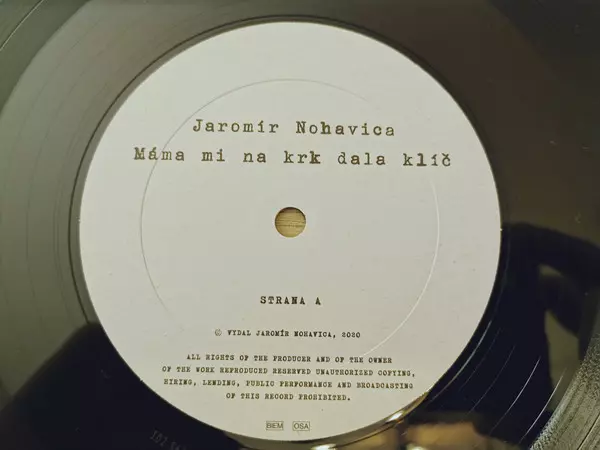 Jaromír Nohavica
Máma mi na krk dala klíč
STRANA A
© VYDAL JAROMÍR NOHAVICA, 2020
ALL RIGHTS OF THE PRODUCER AND OF THE OWNER
OF THE WORK REPRODUCED RESERVED UNAUTHORIZED COPYING,
HIRING, LENDING, PUBLIC PERFORMANCE AND BROADCASTING
OF THIS RECORD PROHIBITED.
BIEM OSA